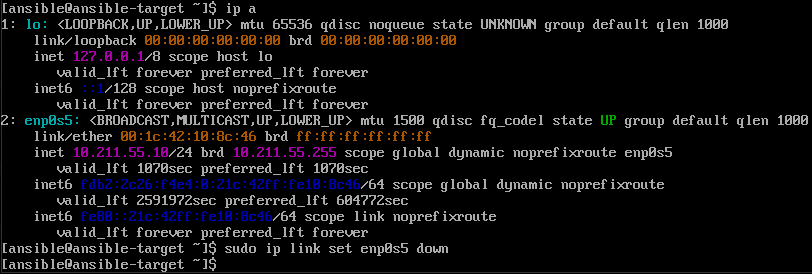 [ansible@ansible-target ~]$ ip a
1: lo: <LOOPBACK,UP,LOWER_UP> mtu 65536 qdisc noqueue state UNKNOWN group default qlen 1000
link/loopback 00:00:00:00:00:00 brd 00:00:00:00:00:00
inet 127.0.0.1/8 scope host lo
valid_lft forever preferred_lft forever
inet6 ::1/128 scope host noprefixroute
valid_lft forever preferred_lft forever
2: enp0s5: <BROADCAST,MULTICAST,UP,LOWER_UP> mtu 1500 qdisc fq_codel state UP group default qlen 1000
link/ether 00:1c:42:10:8c:46 brd ff:ff:ff:ff:ff:ff
inet 10.211.55.10/24 brd 10.211.55.255 scope global dynamic noprefixroute enp0s5
valid_lft 1070sec preferred_lft 1070sec
inet6 fdb2:2c26:f4e4:0:21c:42ff:fe10:8c46/64 scope global dynamic noprefixroute
valid_lft 2591972sec preferred_lft 604772sec
inet6 fe80::21c:42ff:fe10:8c46/64 scope link noprefixroute
valid_lft forever preferred_lft forever
[ansible@ansible-target ~]$ sudo ip link set enp0s5 down
[ansible@ansible-target ~]$